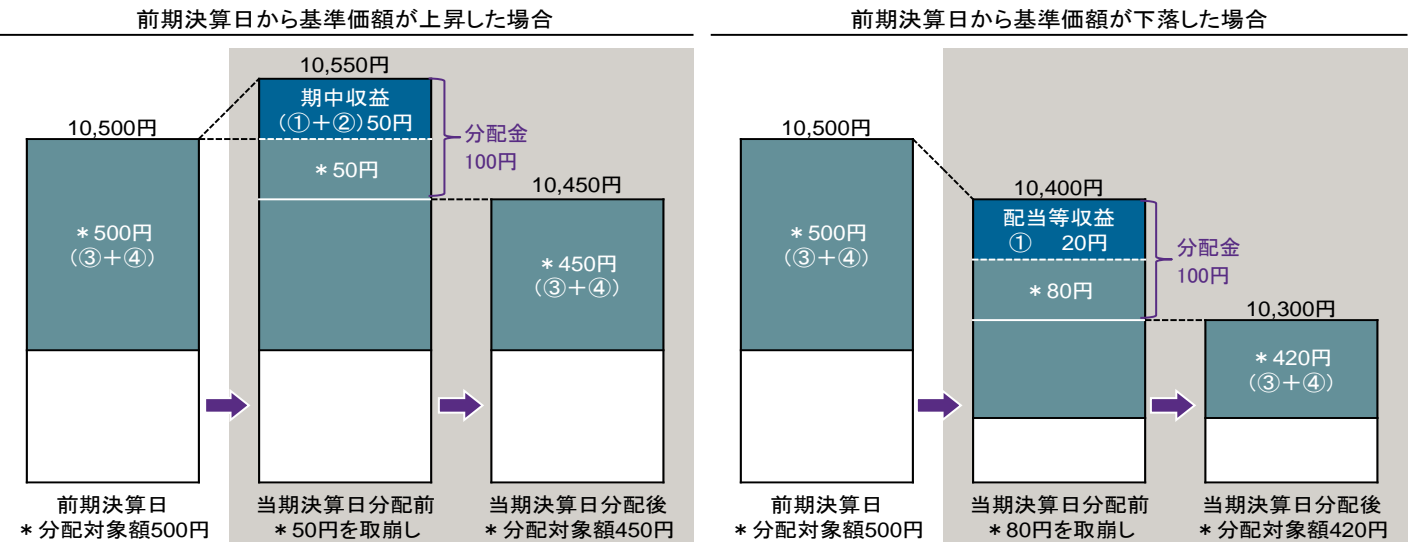 前期決算日から基準価額が上昇した場合
10,500円
*500円
(③+④)
10,550円
期中収益
(①+②)50円
*50円
分配金
100円
10,450円
*450円
(③+④)
前期決算日
*分配対象額500円
当期決算日分配前
*50円を取崩し
当期決算日分配後
*分配対象額450円
前期決算日から基準価額が下落した場合
10,500円
*500円
(③+④)
10,400円
配当等収益
① 20円
*80円
分配金
100円
10,300円
*420円
(③+④)
前期決算日
*分配対象額500円
当期決算日分配前
*80円を取崩し
当期決算日分配後
*分配対象額420円